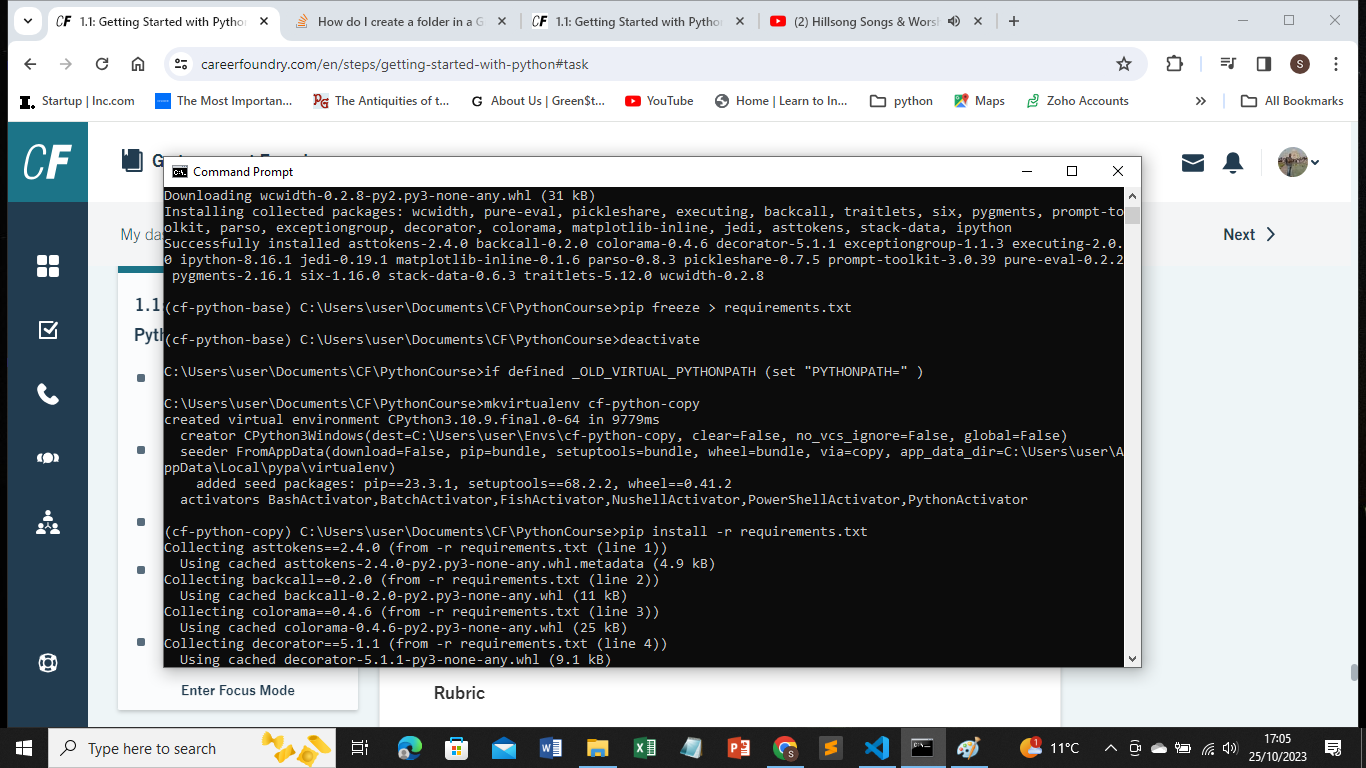 1.1: Getting Started with Python
How do I create a folder in a G
1.1: Getting Started with Python
(2) Hillsong Songs & Worsh
careerfoundry.com/en/steps/getting-started-with-python#task
S
Startup | Inc.com
The Most Importan...
The Antiquities of t...
About Us | Green$t...
YouTube
Home | Learn to In...
python
Maps
Zoho Accounts
All Bookmarks
CF
Command Prompt
My da
Next
1.1
Pyth
Downloading wcwidth-0.2.8-py2.py3-none-any.whl (31 kB)
Installing collected packages: wcwidth, pure-eval, pickleshare, executing, backcall, traitlets, six, pygments, prompt-to
olkit, parso, exceptiongroup, decorator, colorama, matplotlib-inline, jedi, asttokens, stack-data, ipython
Successfully installed asttokens-2.4.0 backcall-0.2.0 colorama-0.4.6 decorator-5.1.1 exceptiongroup-1.1.3 executing-2.0.
0 ipython-8.16.1 jedi-0.19.1 matplotlib-inline-0.1.6 parso-0.8.3 pickleshare-0.7.5 prompt-toolkit-3.0.39 pure-eval-0.2.2
pygments-2.16.1 six-1.16.0 stack-data-0.6.3 traitlets-5.12.0 wcwidth-0.2.8
(cf-python-base) C:\Users\user\Documents\CF\PythonCourse>pip freeze > requirements.txt
(cf-python-base) C:\Users\user\Documents\CF\PythonCourse>deactivate
C:\Users\user\Documents\CF\PythonCourse>if defined _OLD_VIRTUAL_PYTHONPATH (set "PYTHONPATH=" )
C:\Users\user\Documents\CF\PythonCourse>mkvirtualenv cf-python-copy
created virtual environment CPython3.10.9.final.0-64 in 9779ms
creator CPython3Windows(dest=C:\Users\user\Envs\cf-python-copy, clear=False, no_vcs_ignore=False, global=False)
seeder FromAppData(download=False, pip=bundle, setuptools=bundle, wheel=bundle, via=copy, app_data_dir=C:\Users\user\A
ppData\Local\pypa\virtualenv)
added seed packages: pip==23.3.1, setuptools==68.2.2, wheel==0.41.2
activators BashActivator,BatchActivator,FishActivator,NushellActivator,PowerShellActivator,PythonActivator
(cf-python-copy) C:\Users\user\Documents\CF\PythonCourse>pip install -r requirements.txt
Collecting asttokens==2.4.0 (from -r requirements.txt (line 1))
Using cached asttokens-2.4.0-py2.py3-none-any.whl.metadata (4.9 kB)
Collecting backcall==0.2.0 (from -r requirements.txt (line 2))
Using cached backcall-0.2.0-py2.py3-none-any.whl (11 kB)
Collecting colorama==0.4.6 (from -r requirements.txt (line 3))
Using cached colorama-0.4.6-py2.py3-none-any.whl (25 kB)
Collecting decorator==5.1.1 (from -r requirements.txt (line 4))
Using cached decorator-5.1.1-py3-none-any.whl (9.1 kB)
Enter Focus Mode
Rubric
Type here to search
11°C
17:05
25/10/2023